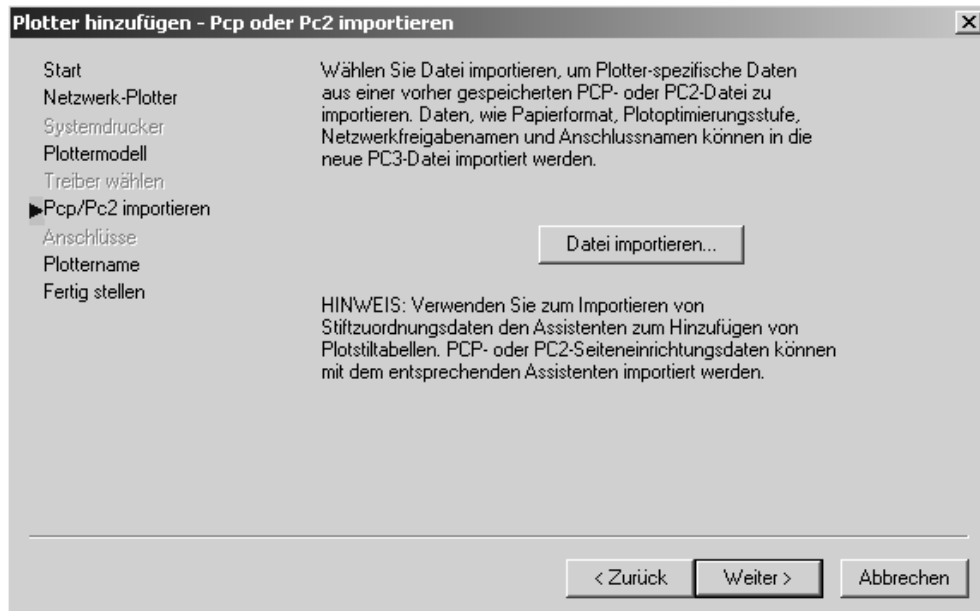 Plotter hinzufügen - Pcp oder Pc2 importieren
Start
Netzwerk-Plotter
Systemdrucker
Plottermodell
Treiber wählen
Pcp/Pc2 importieren
Anschlüsse
Plottername
Fertig stellen
Wählen Sie Datei importieren, um Plotter-spezifische Daten
aus einer vorher gespeicherten PCP- oder PC2-Datei zu
importieren. Daten, wie Papierformat, Plotoptimierungsstufe,
Netzwerkfreigabenamen und Anschlussnamen können in die
neue PC3-Datei importiert werden.
Datei importieren...
HINWEIS: Verwenden Sie zum Importieren von
Stiftzuordnungsdaten den Assistenten zum Hinzufügen von
Plotstiltabellen. PCP- oder PC2-Seiteneinrichtungsdaten können
mit dem entsprechenden Assistenten importiert werden.
< Zurück
Weiter >
Abbrechen